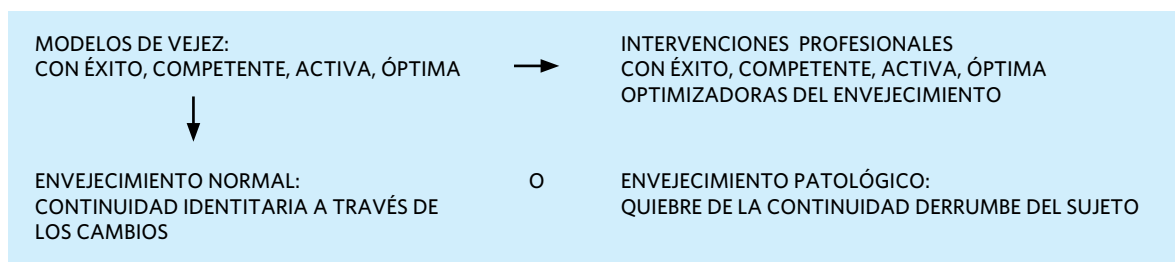 MODELOS DE VEJEZ:
CON ÉXITO, COMPETENTE, ACTIVA, ÓPTIMA
INTERVENCIONES PROFESIONALES
CON ÉXITO, COMPETENTE, ACTIVA, ÓPTIMA
OPTIMIZADORAS DEL ENVEJECIMIENTO
ENVEJECIMIENTO NORMAL:
CONTINUIDAD IDENTITARIA A TRAVÉS DE
LOS CAMBIOS
O
ENVEJECIMIENTO PATOLÓGICO:
QUIEBRE DE LA CONTINUIDAD DERRUMBE DEL SUJETO